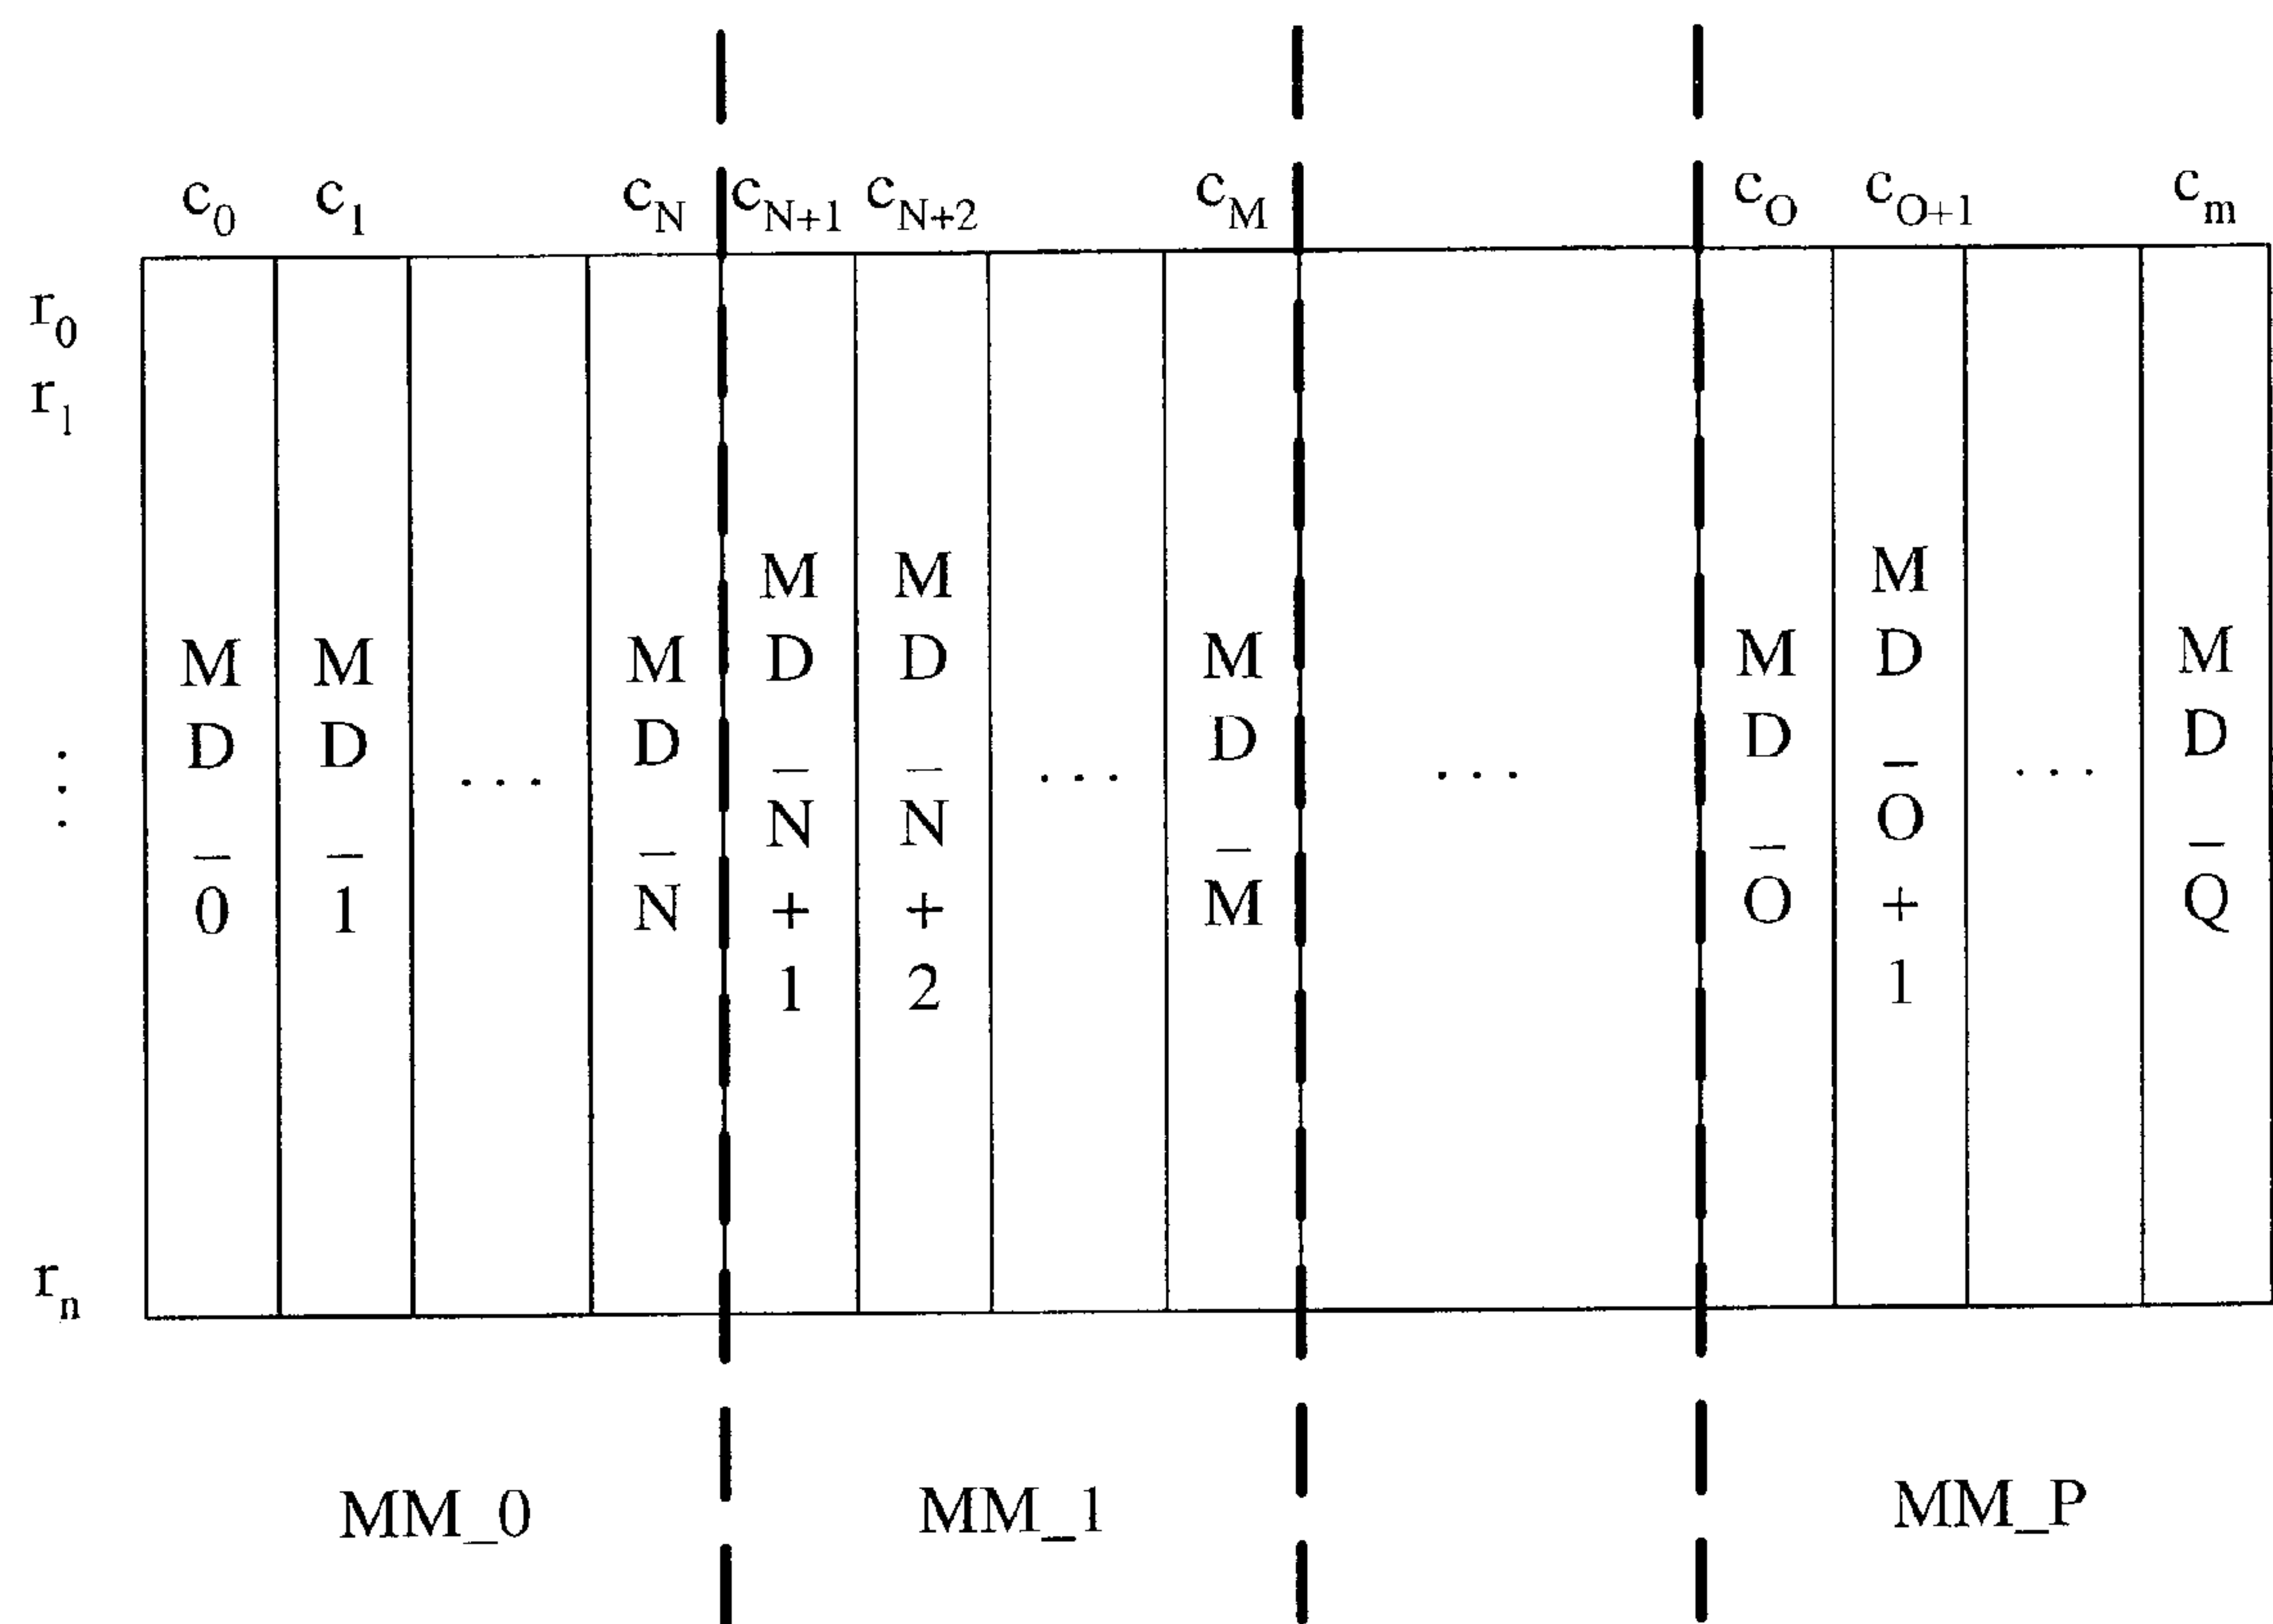 c0 c1 cN cN+1 cN+2 cM cO cO+1 cm
r0
r1
⋮
rn
MD_0
MD_1
...
MD_N
MD_N+1
MD_N+2
...
MD_M
...
MD_O
MD_O+1
...
MD_Q
MM_0 MM_1 MM_P